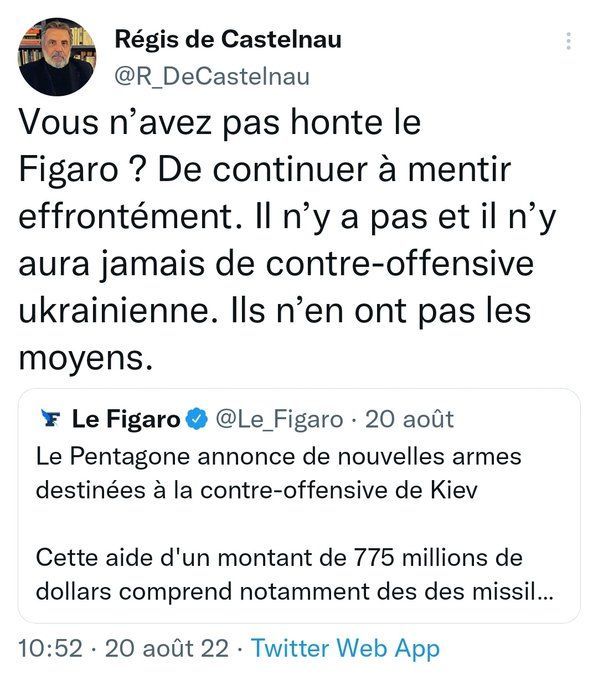 Régis de Castelnau
@R_DeCastelnau
Vous n’avez pas honte le
Figaro ? De continuer à mentir
effrontément. Il n’y a pas et il n’y
aura jamais de contre-offensive
ukrainienne. Ils n’en ont pas les
moyens.
Le Figaro @Le_Figaro · 20 août
Le Pentagone annonce de nouvelles armes
destinées à la contre-offensive de Kiev
Cette aide d'un montant de 775 millions de
dollars comprend notamment des des missil...
10:52 · 20 août 22 · Twitter Web App